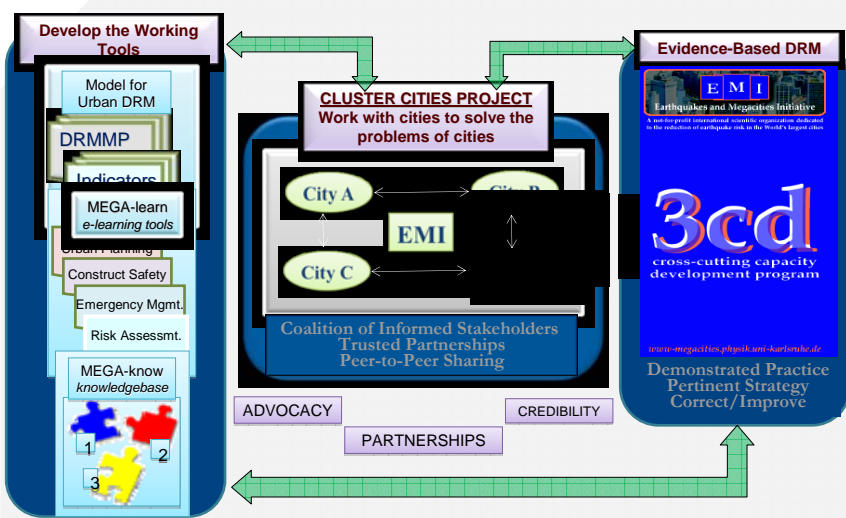 Develop the Working
Tools
Model for
Urban DRM
DRMMP
Indicators
MEGA-learn
e-learning tools
Urban Planning
Construct Safety
Emergency Mgmt.
Risk Assessmt.
MEGA-know
knowledgebase
1
2
3
CLUSTER CITIES PROJECT
Work with cities to solve the
problems of cities
City A
EMI
City C
Coalition of Informed Stakeholders
Trusted Partnerships
Peer-to-Peer Sharing
ADVOCACY
PARTNERSHIPS
CREDIBILITY
Evidence-Based DRM
E M I
Earthquakes and Megacities Initiative
A not-for-profit international scientific organization dedicated
to the reduction of earthquake risk in the World's largest cities
3cd
cross-cutting capacity
development program
www-megacities.physik.uni-karlsruhe.de
Demonstrated Practice
Pertinent Strategy
Correct/Improve